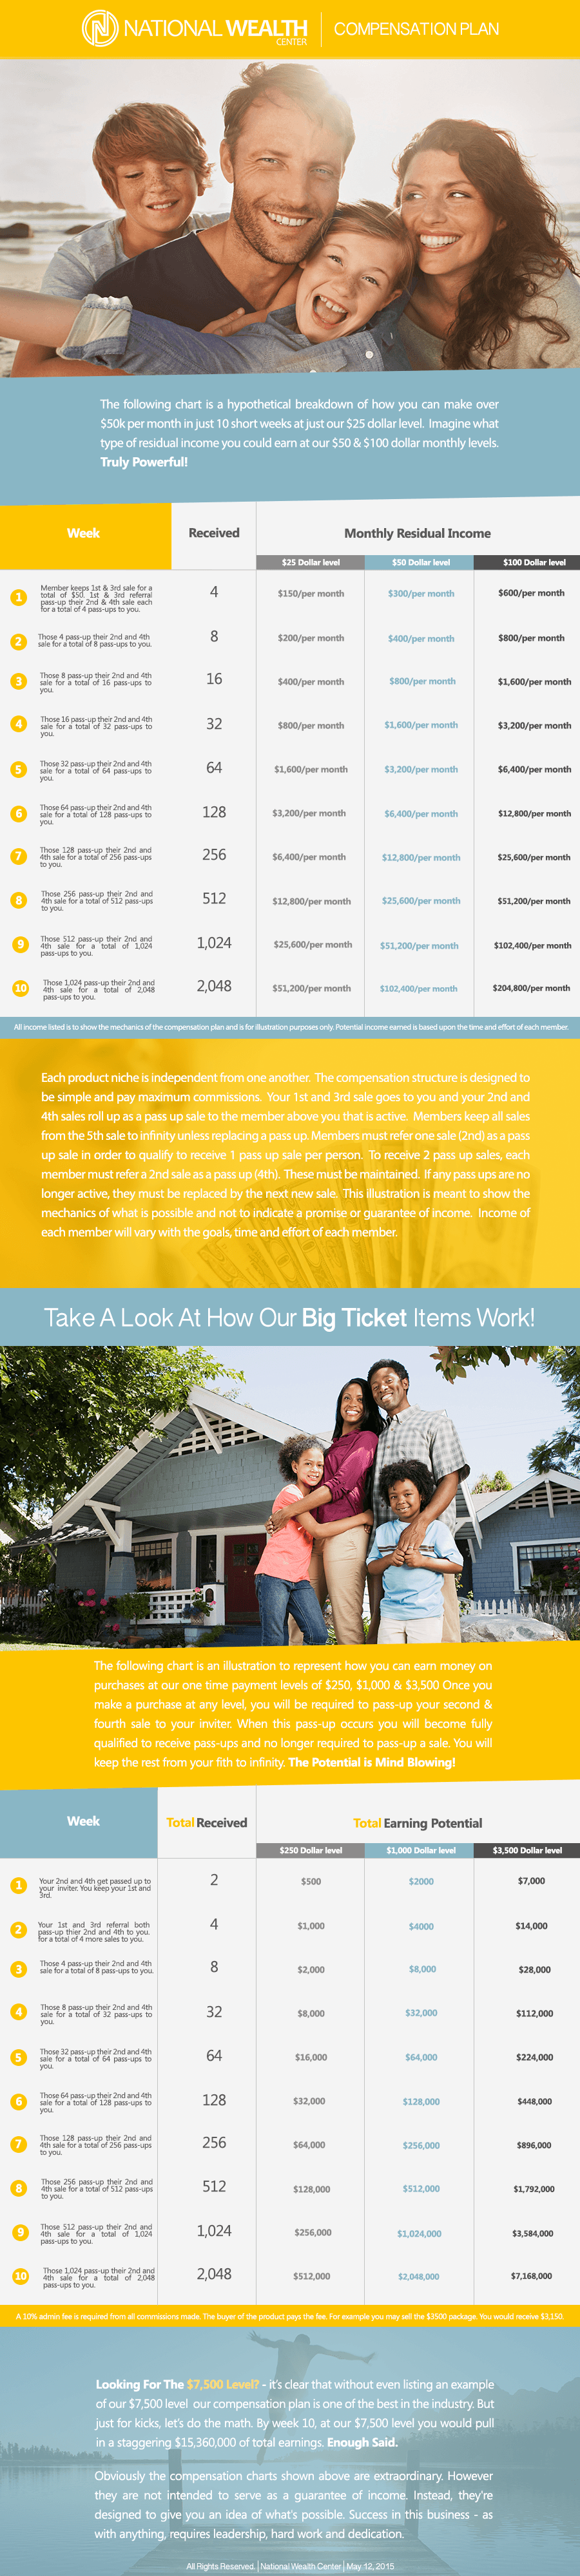 NATIONAL WEALTH
CENTER
COMPENSATION PLAN
The following chart is a hypothetical breakdown of how you can make over
$50k per month in just 10 short weeks at just our $25 dollar level. Imagine what
type of residual income you could earn at our $50 & $100 dollar monthly levels.
Truly Powerful!
Week Received Monthly Residual Income
$25 Dollar level $50 Dollar level $100 Dollar level
1
Member keeps 1st & 3rd sale for a
total of $50. 1st & 3rd referral
pass-up their 2nd & 4th sale each
for a total of 4 pass-ups to you.
4 $150/per month $300/per month $600/per month
2
Those 4 pass-up their 2nd and 4th
sale for a total of 8 pass-ups to you.
8 $200/per month $400/per month $800/per month
3
Those 8 pass-up their 2nd and 4th
sale for a total of 16 pass-ups to
you.
16 $400/per month $800/per month $1,600/per month
4
Those 16 pass-up their 2nd and 4th
sale for a total of 32 pass-ups to
you.
32 $800/per month $1,600/per month $3,200/per month
5
Those 32 pass-up their 2nd and 4th
sale for a total of 64 pass-ups to
you.
64 $1,600/per month $3,200/per month $6,400/per month
6
Those 64 pass-up their 2nd and 4th
sale for a total of 128 pass-ups to
you.
128 $3,200/per month $6,400/per month $12,800/per month
7
Those 128 pass-up their 2nd and
4th sale for a total of 256 pass-ups
to you.
256 $6,400/per month $12,800/per month $25,600/per month
8
Those 256 pass-up their 2nd and
4th sale for a total of 512 pass-ups
to you.
512 $12,800/per month $25,600/per month $51,200/per month
9
Those 512 pass-up their 2nd and
4th sale for a total of 1,024
pass-ups to you.
1,024 $25,600/per month $51,200/per month $102,400/per month
10
Those 1,024 pass-up their 2nd and
4th sale for a total of 2,048
pass-ups to you.
2,048 $51,200/per month $102,400/per month $204,800/per month
All income listed is to show the mechanics of the compensation plan and is for illustration purposes only. Potential income earned is based upon the time and effort of each member.
Each product niche is independent from one another. The compensation structure is designed to
be simple and pay maximum commissions. Your 1st and 3rd sale goes to you and your 2nd and
4th sales roll up as a pass up sale to the member above you that is active. Members keep all sales
from the 5th sale to infinity unless replacing a pass up. Members must refer one sale (2nd) as a pass
up sale in order to qualify to receive 1 pass up sale per person. To receive 2 pass up sales, each
member must refer a 2nd sale as a pass up (4th). These must be maintained. If any pass ups are no
longer active, they must be replaced by the next new sale. This illustration is meant to show the
mechanics of what is possible and not to indicate a promise or guarantee of income. Income of
each member will vary with the goals, time and effort of each member.
Take A Look At How Our Big Ticket Items Work!
The following chart is an illustration to represent how you can earn money on
purchases at our one time payment levels of $250, $1,000 & $3,500 Once you
make a purchase at any level, you will be required to pass-up your second &
fourth sale to your inviter. When this pass-up occurs you will become fully
qualified to receive pass-ups and no longer required to pass-up a sale. You will
keep the rest from your fith to infinity. The Potential is Mind Blowing!
Week Total Received Total Earning Potential
$250 Dollar level $1,000 Dollar level $3,500 Dollar level
1
Your 2nd and 4th get passed up to
your inviter. You keep your 1st and
3rd.
2 $500 $2000 $7,000
2
Your 1st and 3rd referral both
pass-up thier 2nd and 4th to you.
for a total of 4 more sales to you.
4 $1,000 $4000 $14,000
3
Those 4 pass-up their 2nd and 4th
sale for a total of 8 pass-ups to you.
8 $2,000 $8,000 $28,000
4
Those 8 pass-up their 2nd and 4th
sale for a total of 32 pass-ups to
you.
32 $8,000 $32,000 $112,000
5
Those 32 pass-up their 2nd and 4th
sale for a total of 64 pass-ups to
you.
64 $16,000 $64,000 $224,000
6
Those 64 pass-up their 2nd and 4th
sale for a total of 128 pass-ups to
you.
128 $32,000 $128,000 $448,000
7
Those 128 pass-up their 2nd and
4th sale for a total of 256 pass-ups
to you.
256 $64,000 $256,000 $896,000
8
Those 256 pass-up their 2nd and
4th sale for a total of 512 pass-ups
to you.
512 $128,000 $512,000 $1,792,000
9
Those 512 pass-up their 2nd and
4th sale for a total of 1,024
pass-ups to you.
1,024 $256,000 $1,024,000 $3,584,000
10
Those 1,024 pass-up their 2nd and
4th sale for a total of 2,048
pass-ups to you.
2,048 $512,000 $2,048,000 $7,168,000
A 10% admin fee is required from all commissions made. The buyer of the product pays the fee. For example you may sell the $3500 package. You would receive $3,150.
Looking For The $7,500 Level? - it's clear that without even listing an example
of our $7,500 level our compensation plan is one of the best in the industry. But
just for kicks, let's do the math. By week 10, at our $7,500 level you would pull
in a staggering $15,360,000 of total earnings. Enough Said.
Obviously the compensation charts shown above are extraordinary. However
they are not intended to serve as a guarantee of income. Instead, they're
designed to give you an idea of what's possible. Success in this business - as
with anything, requires leadership, hard work and dedication.
All Rights Reserved. | National Wealth Center | May 12, 2015